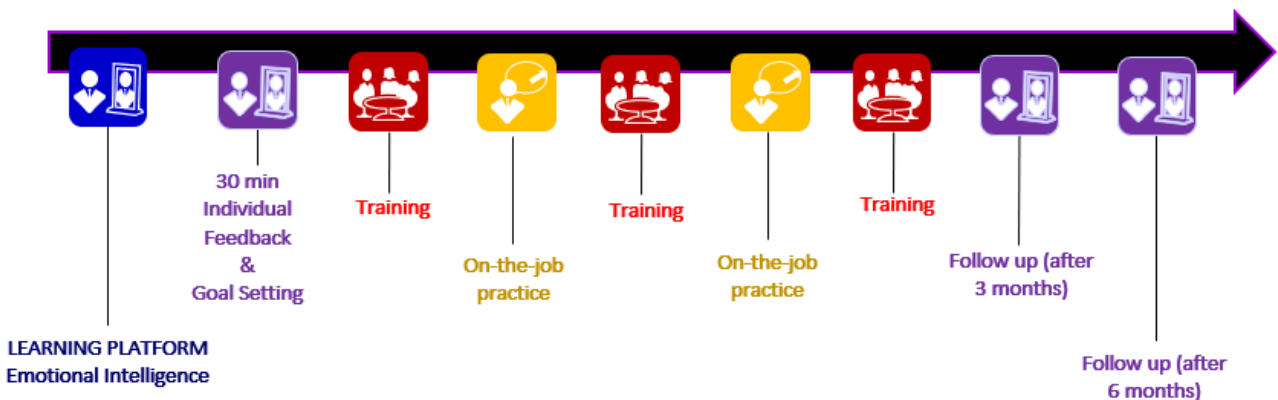 LEARNING PLATFORM
Emotional Intelligence
30 min
Individual
Feedback
&
Goal Setting
Training
On-the-job
practice
Training
On-the-job
practice
Training
Follow up (after
3 months)
Follow up (after
6 months)